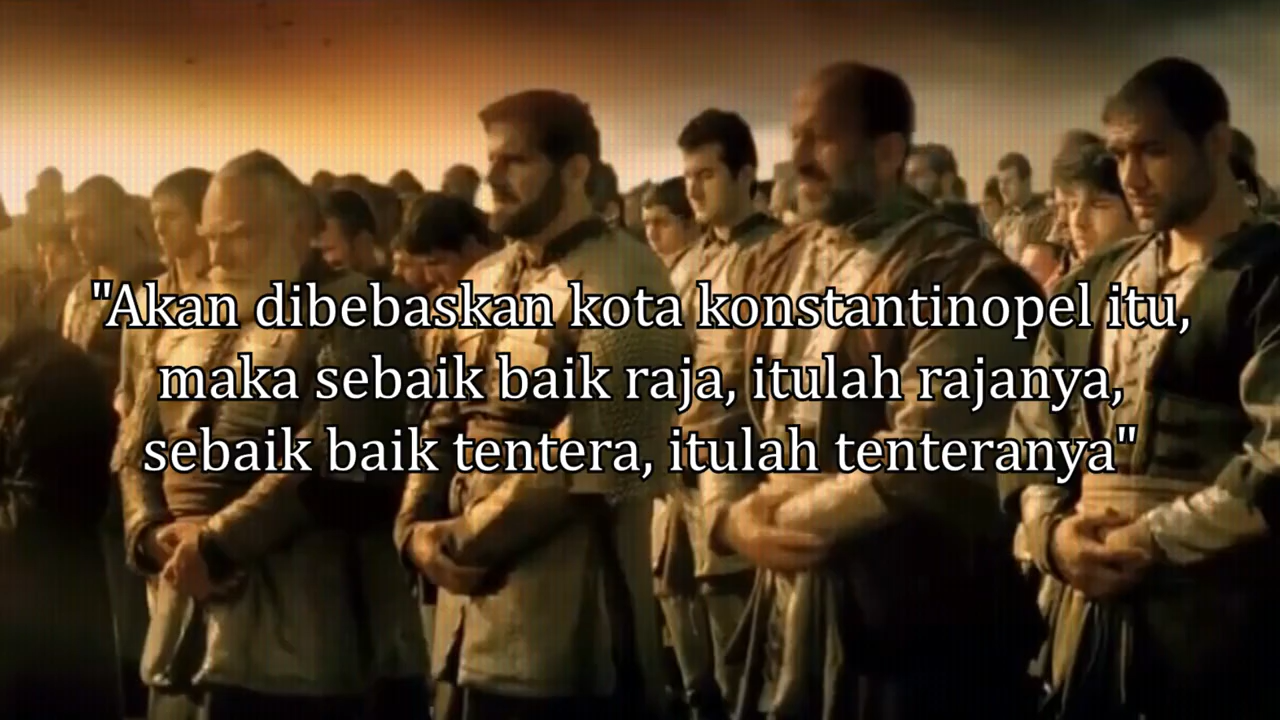 "Akan dibebaskan kota konstantinopel itu,
maka sebaik baik raja, itulah rajanya,
sebaik baik tentera, itulah tenteranya"